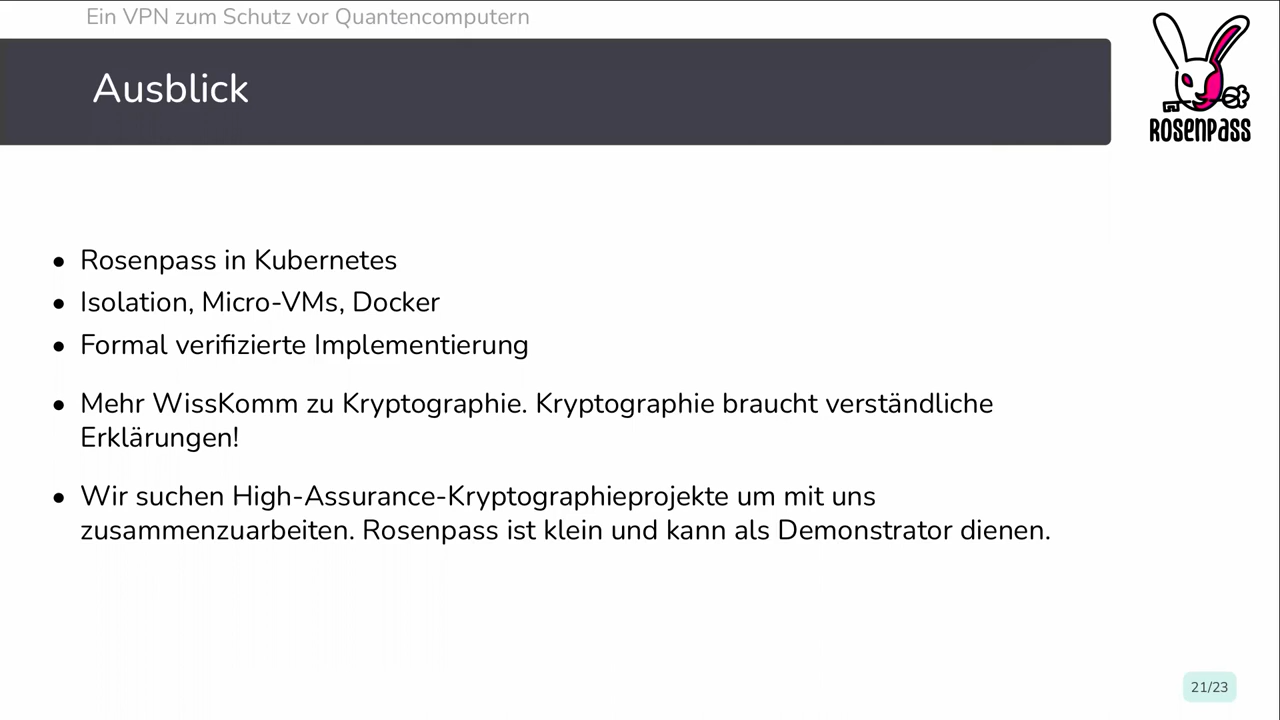 Ein VPN zum Schutz vor Quantencomputern
Ausblick
ROSENPASS
• Rosenpass in Kubernetes
• Isolation, Micro-VMs, Docker
• Formal verifizierte Implementierung
• Mehr WissKomm zu Kryptographie. Kryptographie braucht verständliche
Erklärungen!
• Wir suchen High-Assurance-Kryptographieprojekte um mit uns
zusammenzuarbeiten. Rosenpass ist klein und kann als Demonstrator dienen.
21/23